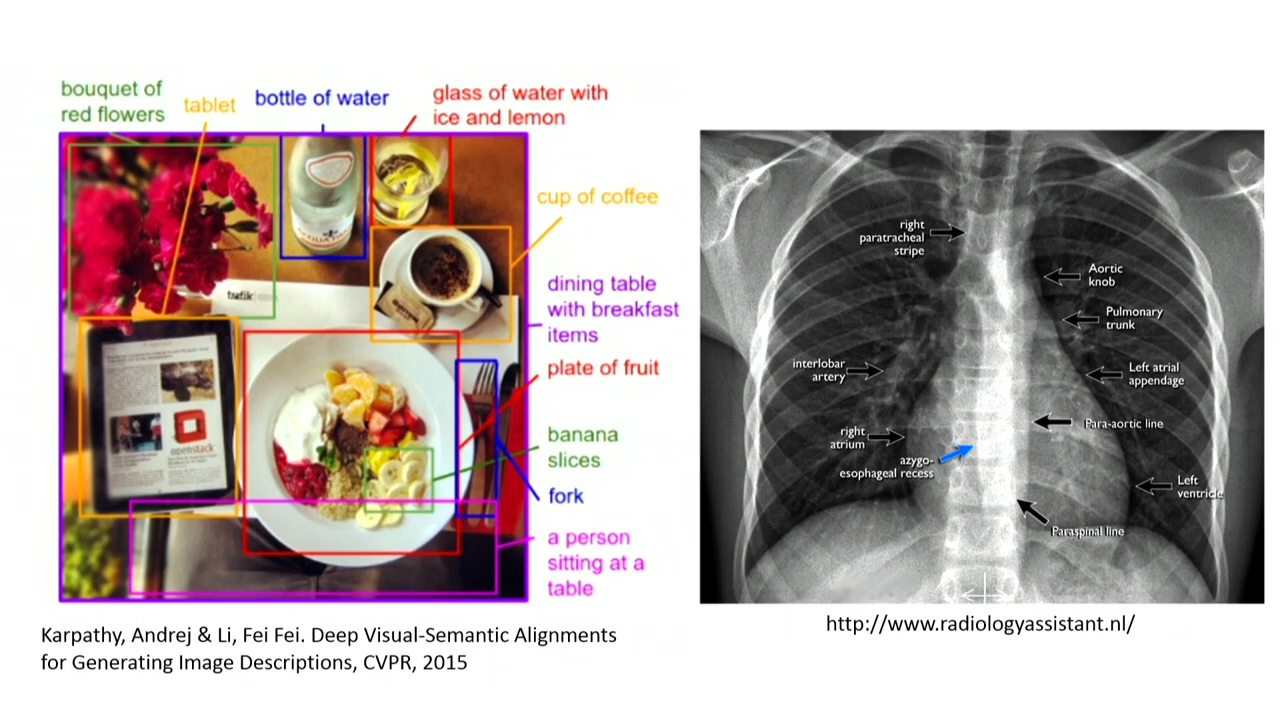 bouquet of
red flowers
tablet
bottle of water
glass of water with
ice and lemon
cup of coffee
dining table
with breakfast
items
plate of fruit
banana
slices
fork
a person
sitting at a
table
openstack
Karpathy, Andrej & Li, Fei Fei. Deep Visual-Semantic Alignments
for Generating Image Descriptions, CVPR, 2015
right
paratracheal
stripe
Aortic
knob
Pulmonary
trunk
interlobar
artery
Left atrial
appendage
right
atrium
Para-aortic line
azygo-
esophageal recess
Left
ventricle
Paraspinal line
http://www.radiologyassistant.nl/